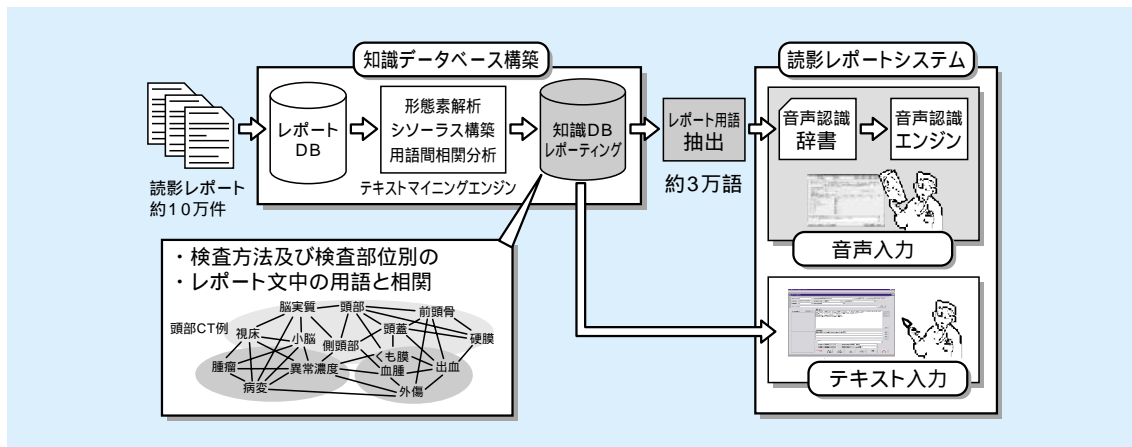 知識データベース構築
読影レポートシステム
読影レポート
約10万件
レポート
DB
形態素解析
シソーラス構築
用語間相関分析
テキストマイニングエンジン
知識DB
レポーティング
レポート用語
抽出
約3万語
音声認識
辞書
音声認識
エンジン
音声入力
テキスト入力
・検査方法及び検査部位別の
・レポート文中の用語と相関
頭部CT例
脳実質
頭部
前頭骨
視床
小脳
側頭部
頭蓋
硬膜
腫瘤
異常濃度
くも膜
血腫
出血
病変
外傷